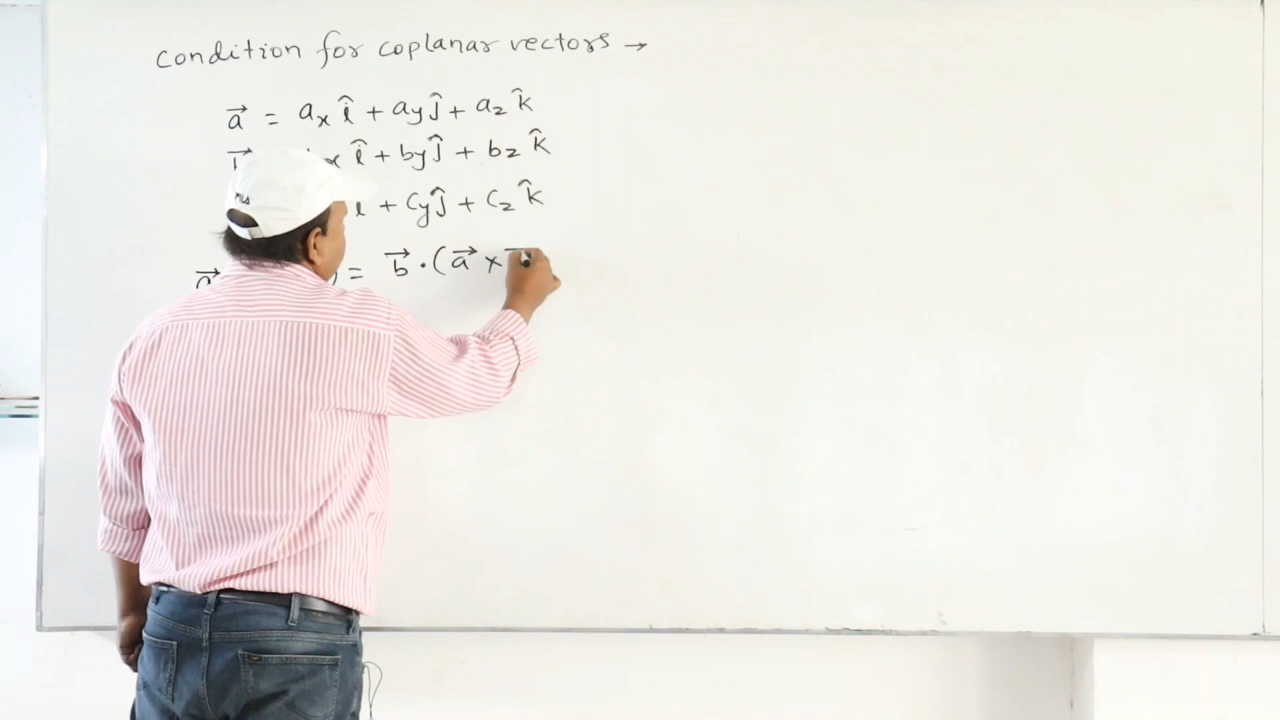 Condition for coplanar vectors →
a⃗ = aₓ î + ay ĵ + az k̂
î + by ĵ + bz k̂
+ Cy ĵ + Cz k̂
a⃗ ) = b⃗ · ( a⃗ ×